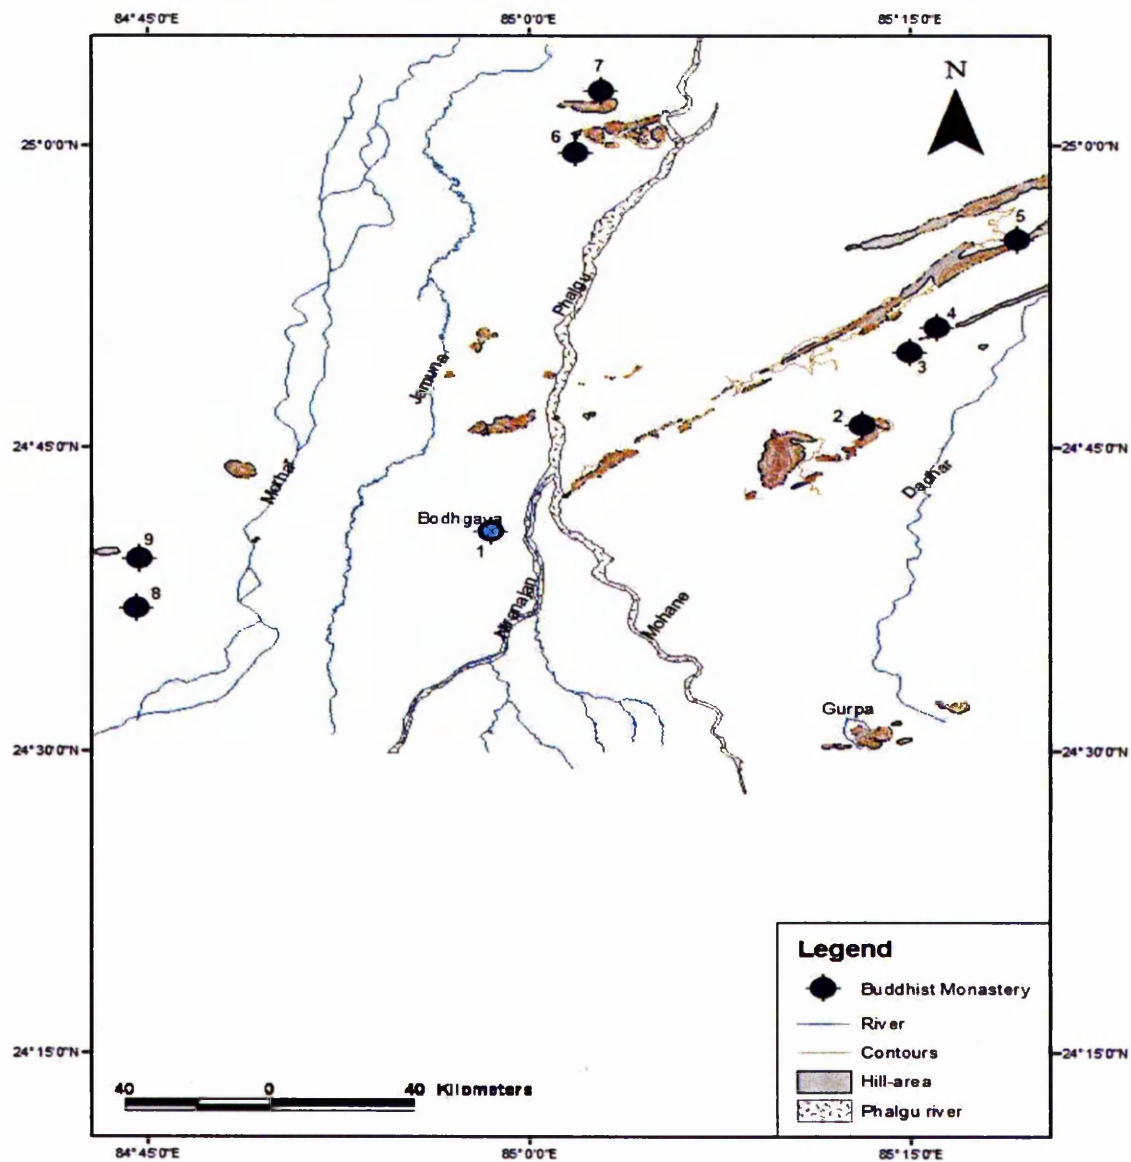 84°45'0"E
85°0'0"E
85°15'0"E
7
N
25°0'0"N
6
25°0'0"N
5
Phalgu
4
3
Jamuna
2
24°45'0"N
24°45'0"N
Morhar
Dadhar
Bodhgaya
1
9
8
Niranajan
Mohane
Gurpa
24°30'0"N
24°30'0"N
Legend
Buddhist Monastery
River
24°15'0"N
Contours
24°15'0"N
40 0 40 Kilometers
Hill-area
Phalgu river
84°45'0"E
85°0'0"E
85°15'0"E